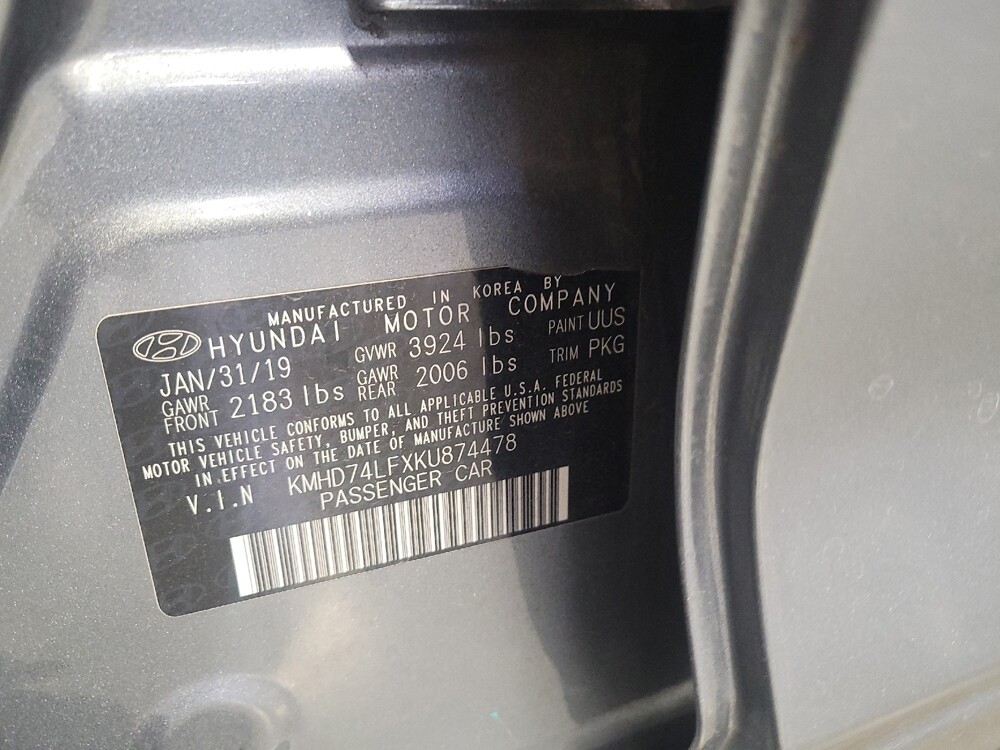 MANUFACTURED IN KOREA BY
HYUNDAI MOTOR COMPANY
JAN/31/19 GVWR 3924 lbs PAINT UUS
GAWR FRONT 2183 lbs GAWR REAR 2006 lbs TRIM PKG
THIS VEHICLE CONFORMS TO ALL APPLICABLE U.S.A. FEDERAL
MOTOR VEHICLE SAFETY, BUMPER, AND THEFT PREVENTION STANDARDS
IN EFFECT ON THE DATE OF MANUFACTURE SHOWN ABOVE
V.I.N KMHD74LFXKU874478
PASSENGER CAR